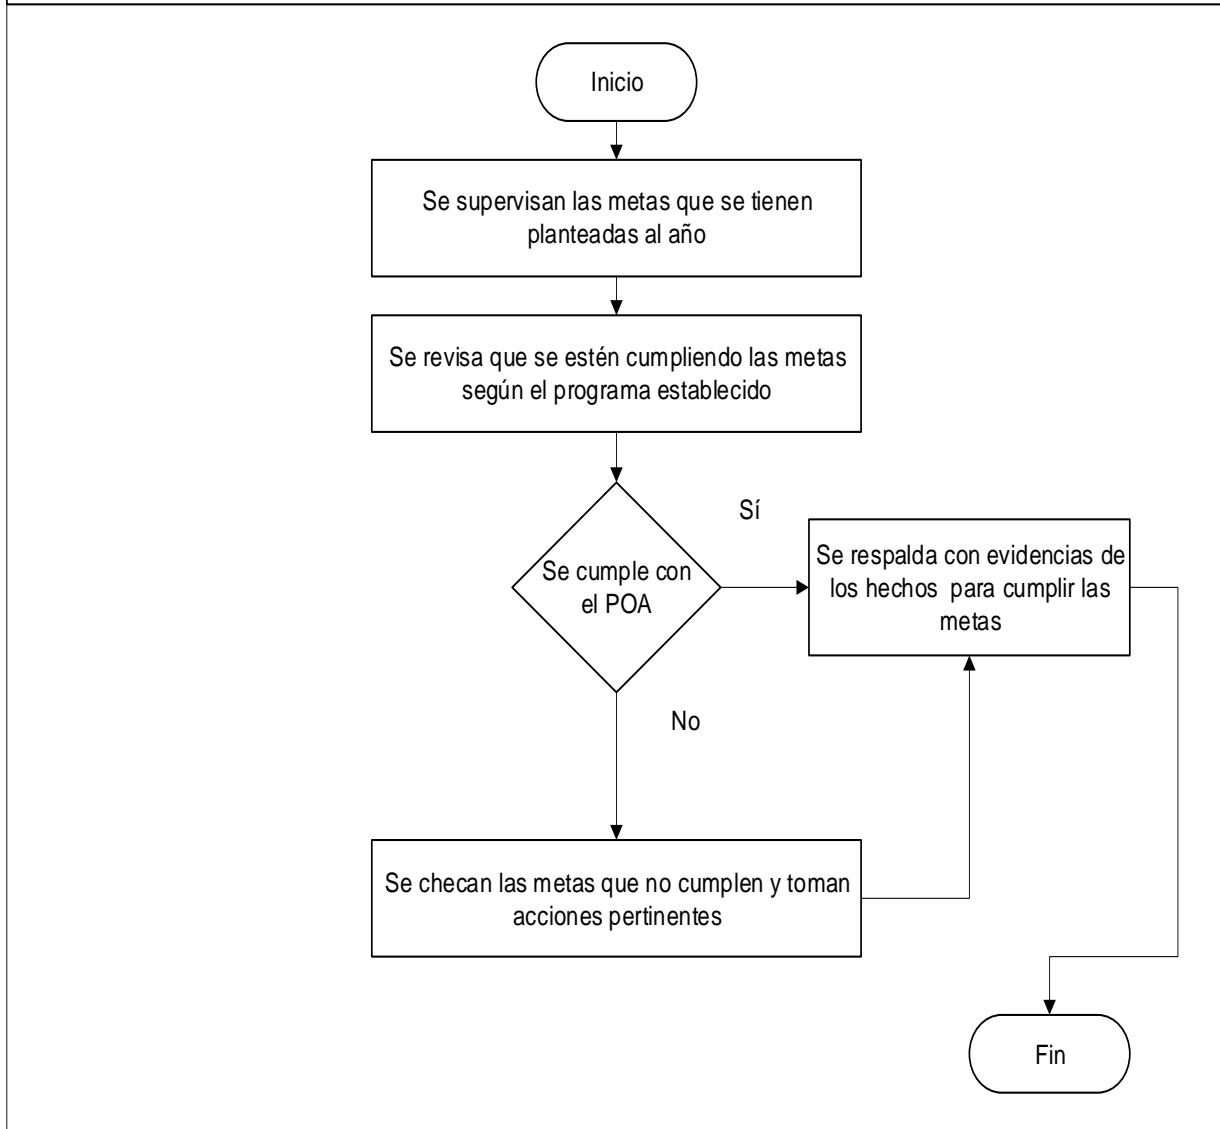 Inicio
Se supervisan las metas que se tienen
planteadas al año
Se revisa que se estén cumpliendo las metas
según el programa establecido
Sí
Se cumple con
el POA
Se respalda con evidencias de
los hechos  para cumplir las
metas
No
Se checan las metas que no cumplen y toman
acciones pertinentes
Fin